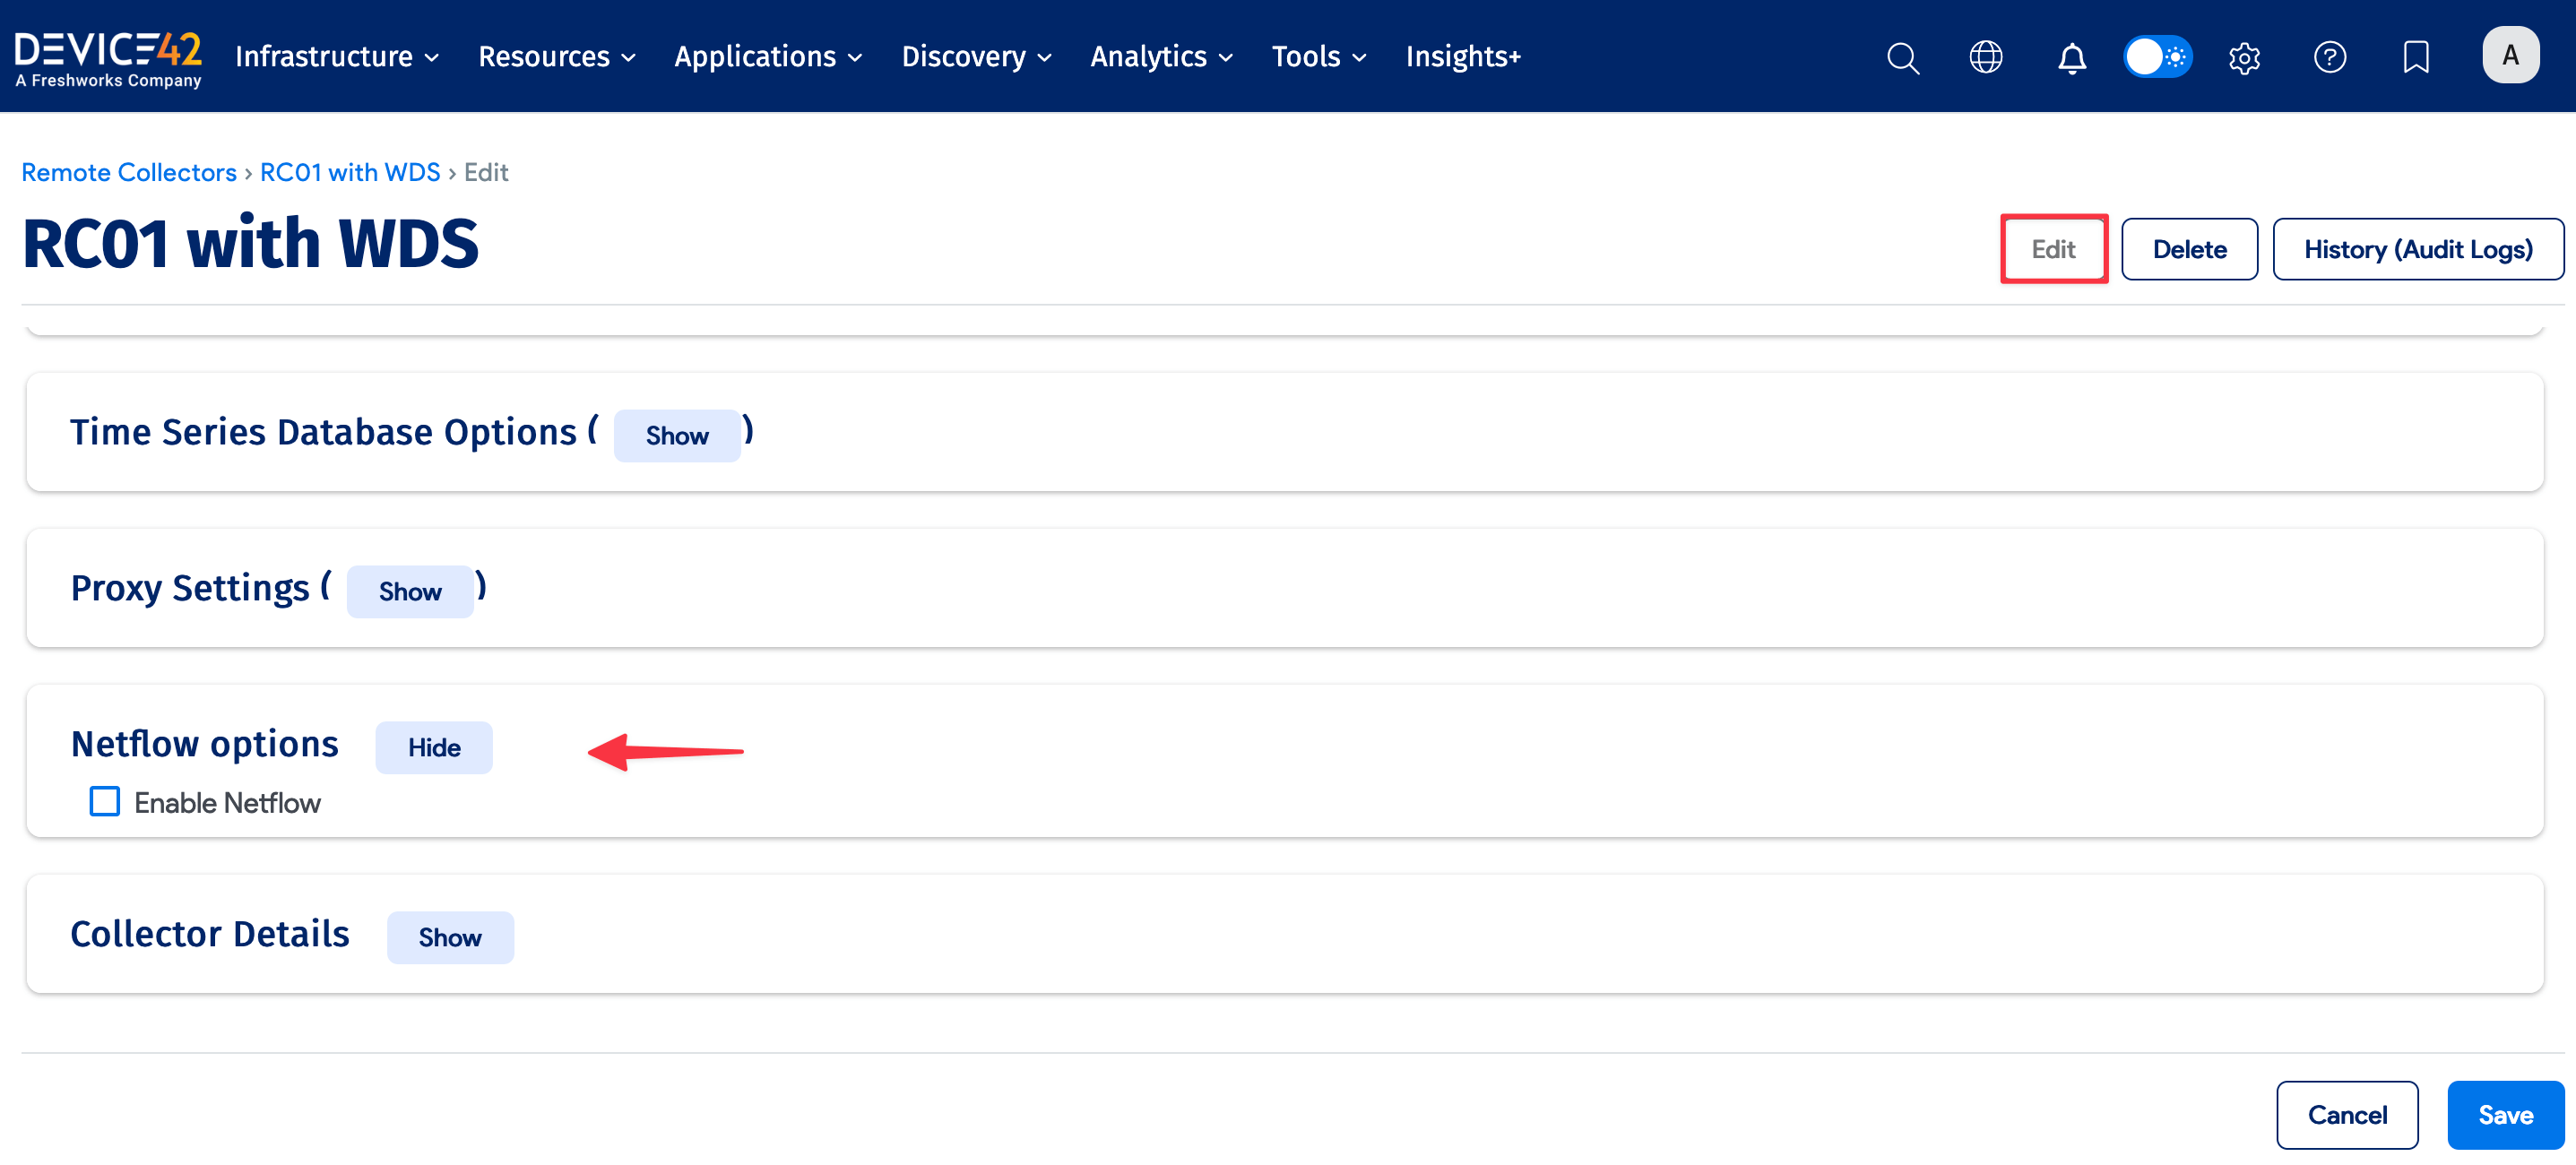 DEVICE42
A Freshworks Company
Infrastructure Resources Applications Discovery Analytics Tools Insights+
A
Remote Collectors › RC01 with WDS › Edit
RC01 with WDS
Edit Delete History (Audit Logs)
Time Series Database Options ( Show )
Proxy Settings ( Show )
Netflow options Hide
Enable Netflow
Collector Details Show
Cancel Save